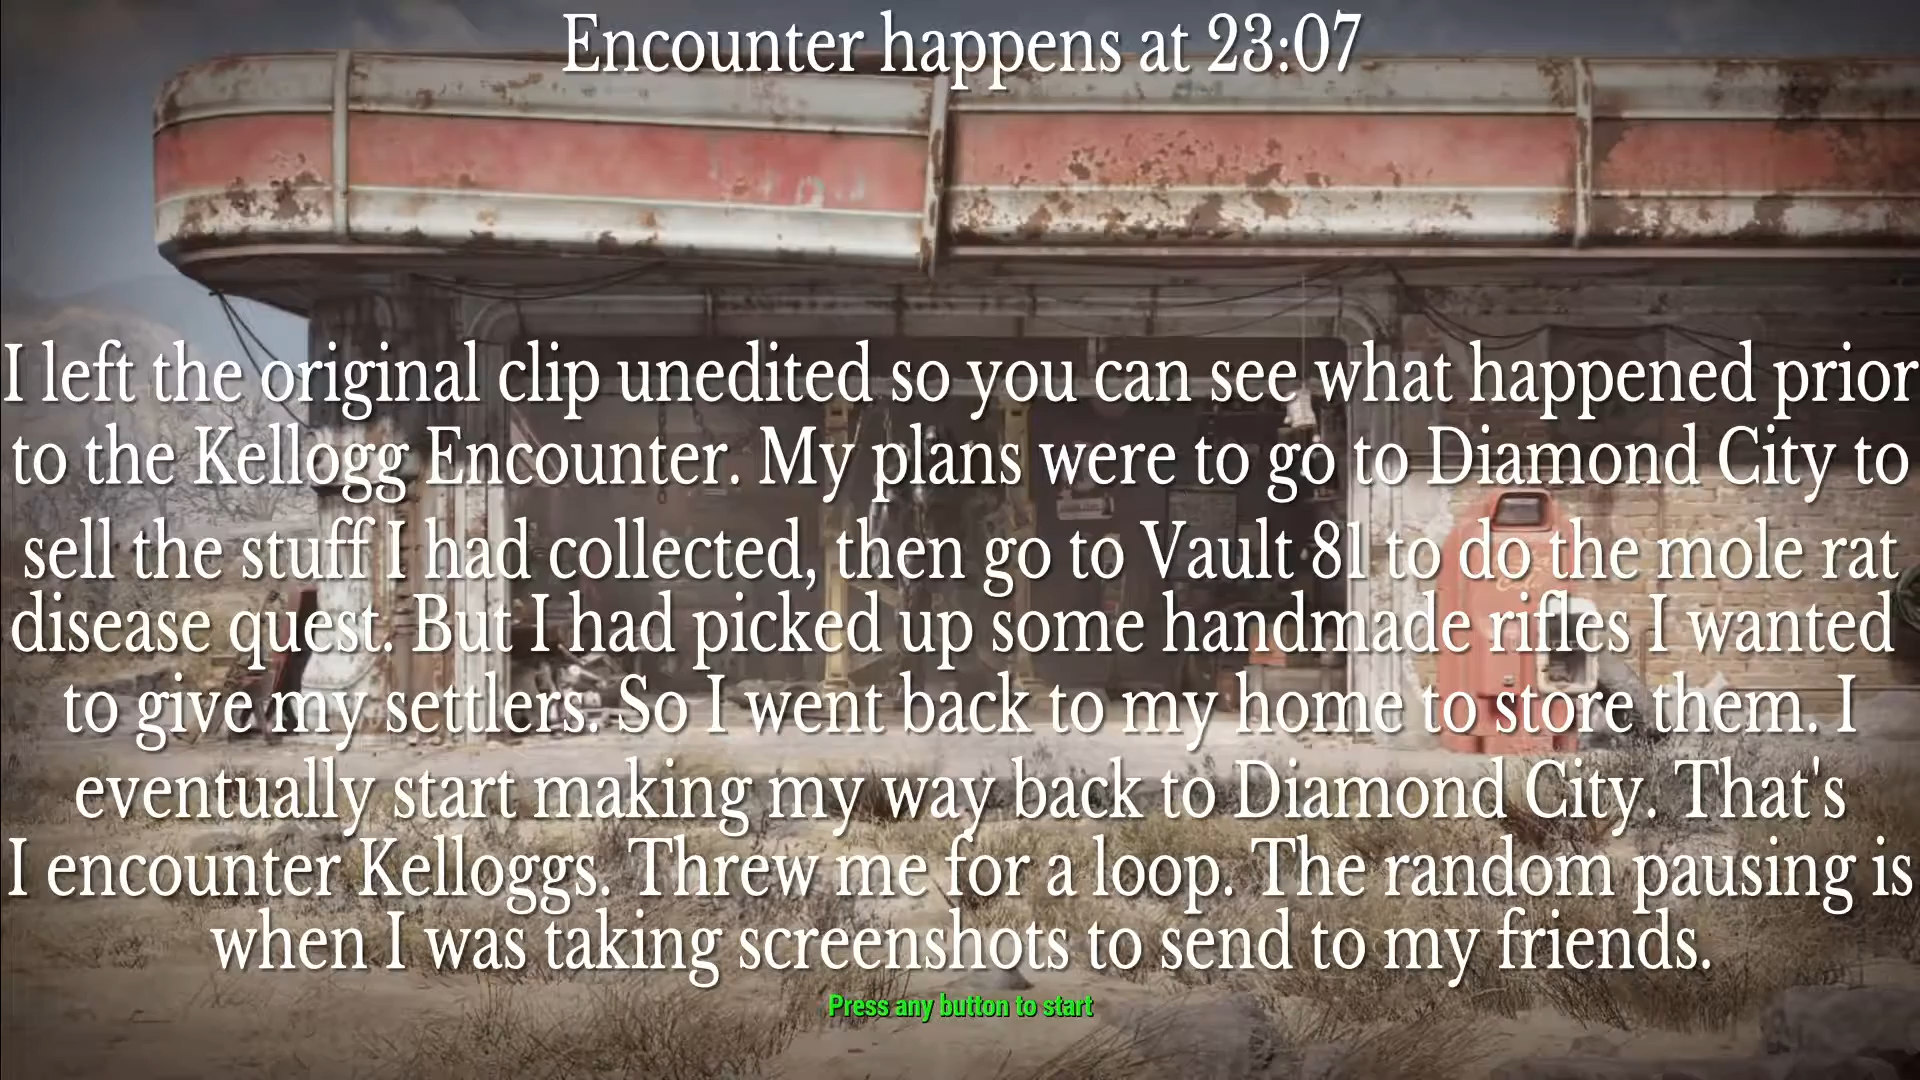 Encounter happens at 23:07
I left the original clip unedited so you can see what happened prior
to the Kellogg Encounter. My plans were to go to Diamond City to
sell the stuff I had collected, then go to Vault 81 to do the mole rat
disease quest. But I had picked up some handmade rifles I wanted
to give my settlers. So I went back to my home to store them. I
eventually start making my way back to Diamond City. That's
I encounter Kelloggs. Threw me for a loop. The random pausing is
when I was taking screenshots to send to my friends.
Press any button to start